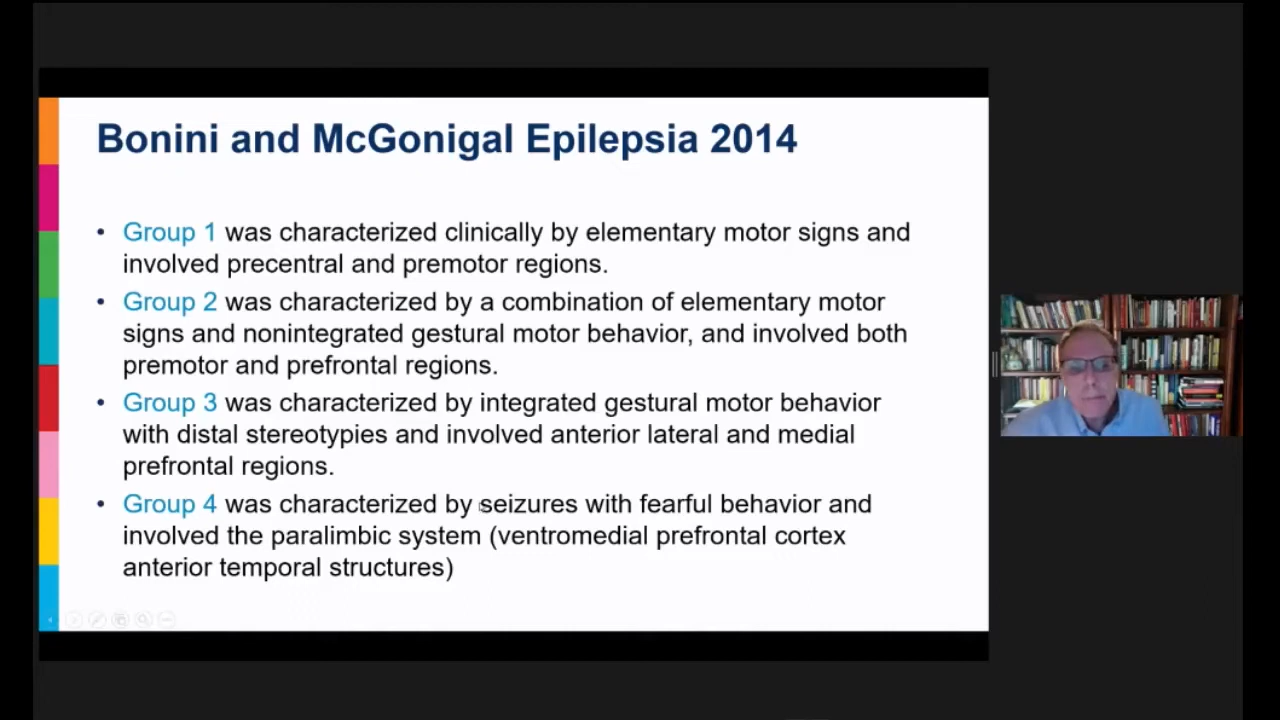 Bonini and McGonigal Epilepsia 2014
• Group 1 was characterized clinically by elementary motor signs and
involved precentral and premotor regions.
• Group 2 was characterized by a combination of elementary motor
signs and nonintegrated gestural motor behavior, and involved both
premotor and prefrontal regions.
• Group 3 was characterized by integrated gestural motor behavior
with distal stereotypies and involved anterior lateral and medial
prefrontal regions.
• Group 4 was characterized by seizures with fearful behavior and
involved the paralimbic system (ventromedial prefrontal cortex
anterior temporal structures)